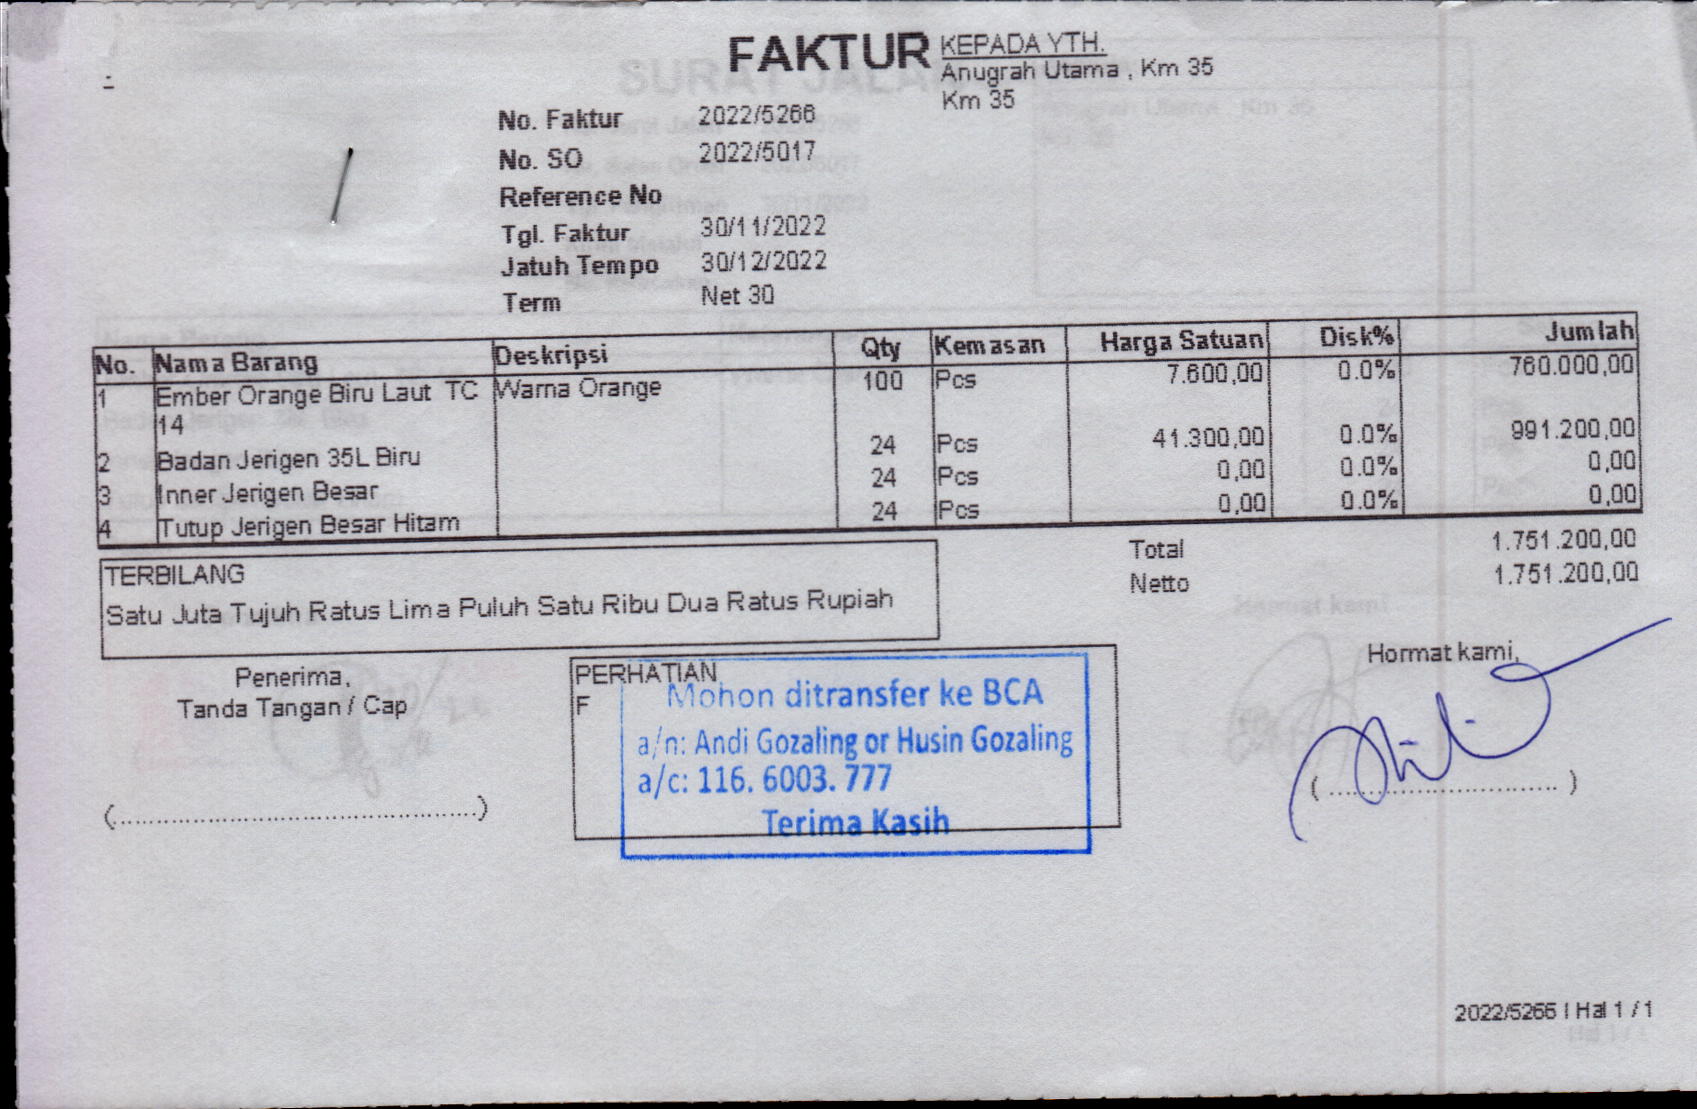 FAKTUR
KEPADA YTH.
Anugrah Utama , Km 35
Km 35
No. Faktur 2022/5266
No. SO 2022/5017
Reference No
Tgl. Faktur 30/11/2022
Jatuh Tempo 30/12/2022
Term Net 30
No. Nama Barang Deskripsi Qty Kemasan Harga Satuan Disk% Jumlah
1 Ember Orange Biru Laut TC Warna Orange 100 Pcs 7.600,00 0.0% 760.000,00
14
2 Badan Jerigen 35L Biru 24 Pcs 41.300,00 0.0% 991.200,00
3 Inner Jerigen Besar 24 Pcs 0,00 0.0% 0,00
4 Tutup Jerigen Besar Hitam 24 Pcs 0,00 0.0% 0,00
Total 1.751.200,00
Netto 1.751.200,00
TERBILANG
Satu Juta Tujuh Ratus Lima Puluh Satu Ribu Dua Ratus Rupiah
Penerima,
Tanda Tangan / Cap
(................................................)
PERHATIAN
F
Mohon ditransfer ke BCA
a/n: Andi Gozaling or Husin Gozaling
a/c: 116. 6003. 777
Terima Kasih
Hormat kami,
(................................)
2022/5266 | Hal 1 / 1